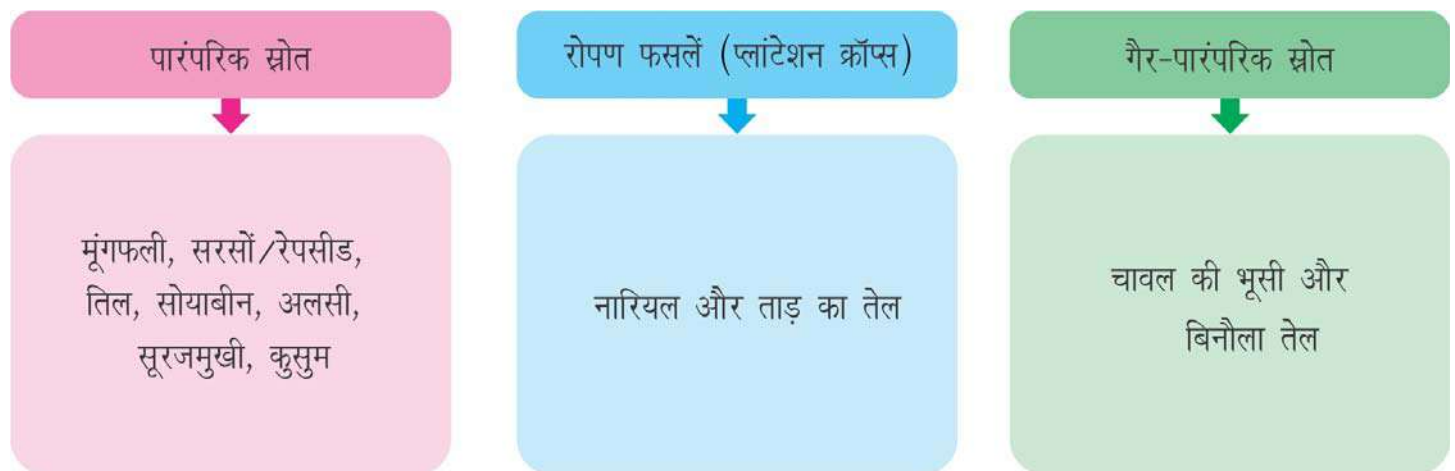 पारंपरिक स्रोत
मूंगफली, सरसों/रेपसीड,
तिल, सोयाबीन, अलसी,
सूरजमुखी, कुसुम
रोपण फसलें (प्लांटेशन क्रॉप्स)
नारियल और ताड़ का तेल
गैर-पारंपरिक स्रोत
चावल की भूसी और
बिनौला तेल